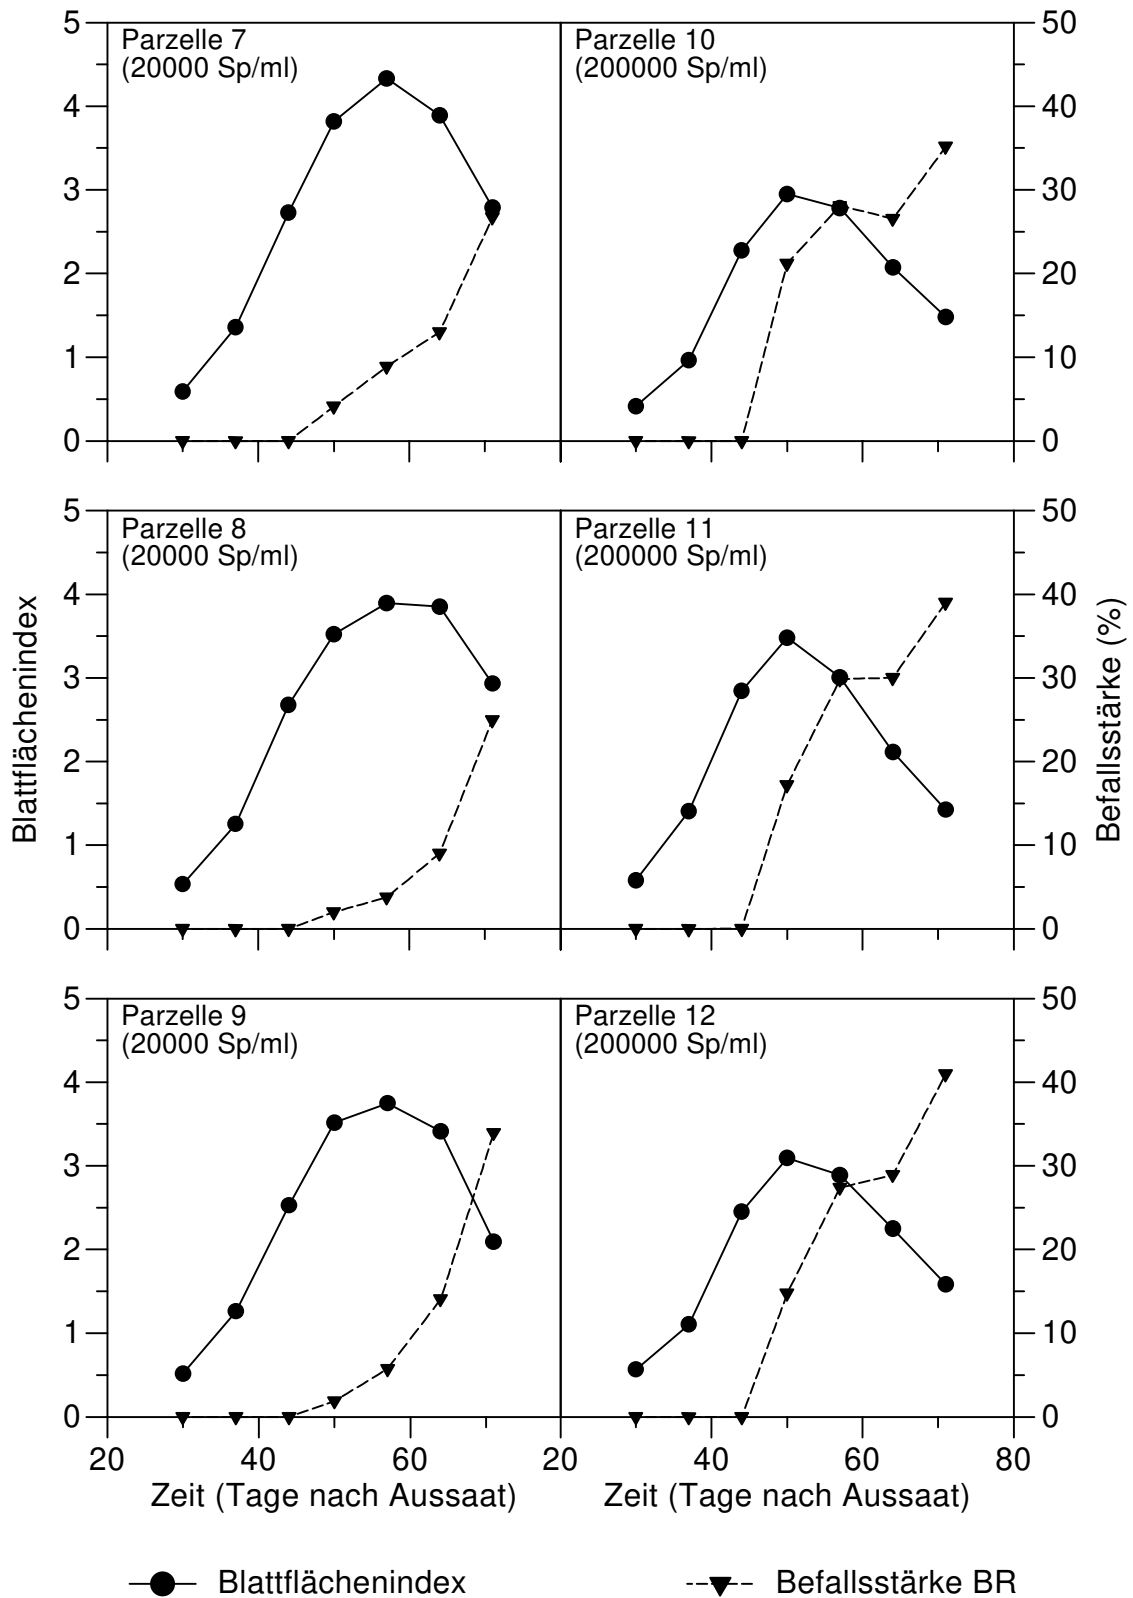 Parzelle 7
(20000 Sp/ml)
Parzelle 10
(200000 Sp/ml)
5
4
3
2
1
0
50
40
30
20
10
0
Parzelle 8
(20000 Sp/ml)
Parzelle 11
(200000 Sp/ml)
5
4
3
2
1
0
50
40
30
20
10
0
Blattflächenindex
Befallsstärke (%)
Parzelle 9
(20000 Sp/ml)
Parzelle 12
(200000 Sp/ml)
5
4
3
2
1
0
50
40
30
20
10
0
20 40 60 20 40 60 80
Zeit (Tage nach Aussaat) Zeit (Tage nach Aussaat)
Blattflächenindex Befallsstärke BR